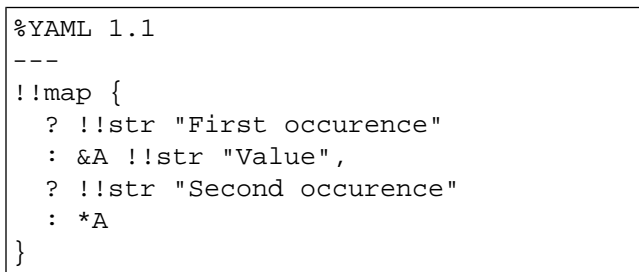 %YAML 1.1
---
!!map {
  ? !!str "First occurence"
  : &A !!str "Value",
  ? !!str "Second occurence"
  : *A
}